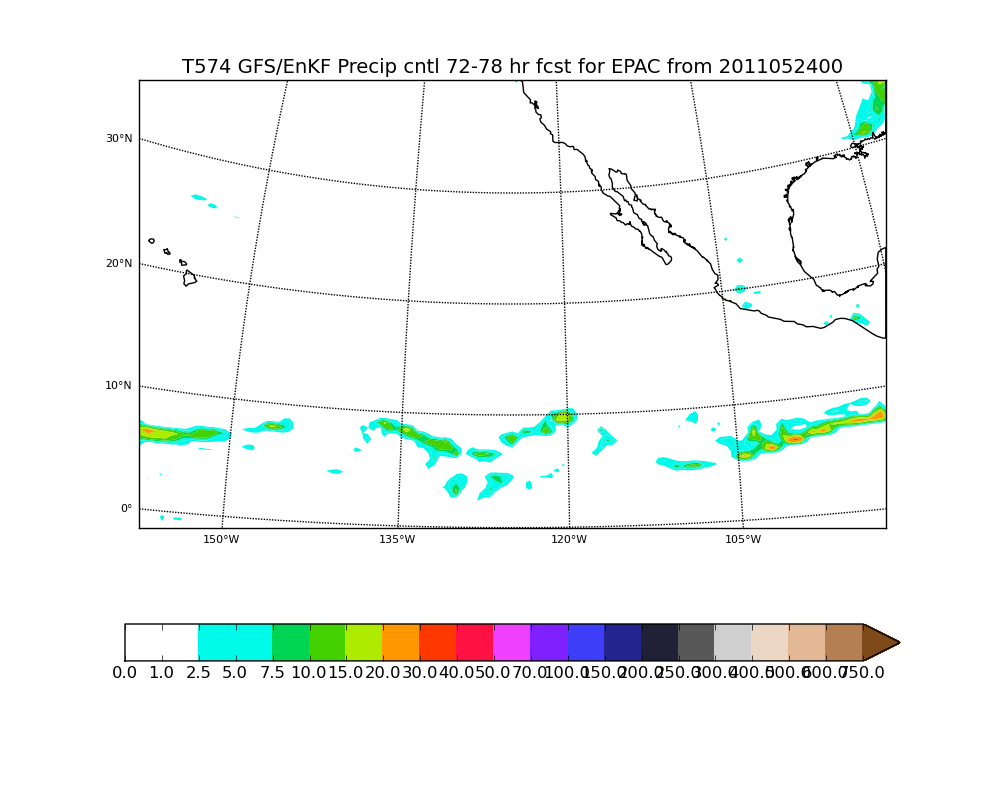 T574 GFS/EnKF Precip cntl 72-78 hr fcst for EPAC from 2011052400
30°N
20°N
10°N
0°
150°W 135°W 120°W 105°W
0.0 1.0 2.5 5.0 7.5 10.0 15.0 20.0 30.0 40.0 50.0 70.0 100.0 150.0 200.0 250.0 300.0 400.0 500.0 600.0 750.0